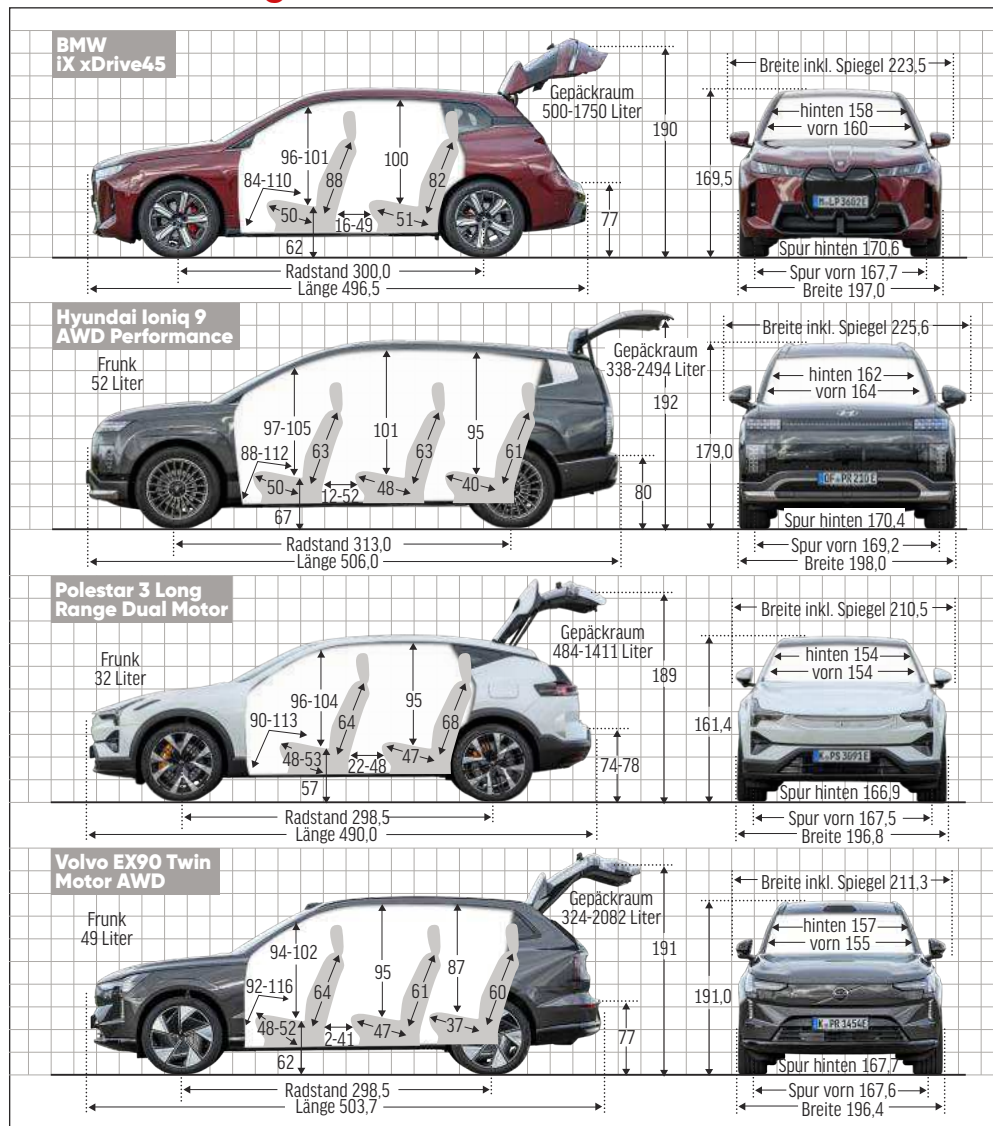 BMW
iX xDrive45
Gepäckraum
500-1750 Liter
96-101
100
84-110
88
82
50
16-49
51
62
190
77
Radstand 300,0
Länge 496,5
Breite inkl. Spiegel 223,5
hinten 158
vorn 160
169,5
M-LP3602E
Spur hinten 170,6
Spur vorn 167,7
Breite 197,0
Hyundai Ioniq 9
AWD Performance
Frunk
52 Liter
Gepäckraum
338-2494 Liter
192
97-105
101
95
88-112
63
63
61
50
12-52
48
40
67
80
Radstand 313,0
Länge 506,0
Breite inkl. Spiegel 225,6
hinten 162
vorn 164
179,0
OF-PR210E
Spur hinten 170,4
Spur vorn 169,2
Breite 198,0
Polestar 3 Long
Range Dual Motor
Frunk
32 Liter
Gepäckraum
484-1411 Liter
189
96-104
95
90-113
64
68
48-53
22-48
47
57
74-78
Radstand 298,5
Länge 490,0
Breite inkl. Spiegel 210,5
hinten 154
vorn 154
161,4
K-PS3091E
Spur hinten 166,9
Spur vorn 167,5
Breite 196,8
Volvo EX90 Twin
Motor AWD
Frunk
49 Liter
Gepäckraum
324-2082 Liter
191
94-102
95
87
92-116
64
61
60
48-52
2-41
47
37
62
77
Radstand 298,5
Länge 503,7
Breite inkl. Spiegel 211,3
hinten 157
vorn 155
191,0
K-PR1454E
Spur hinten 167,7
Spur vorn 167,6
Breite 196,4